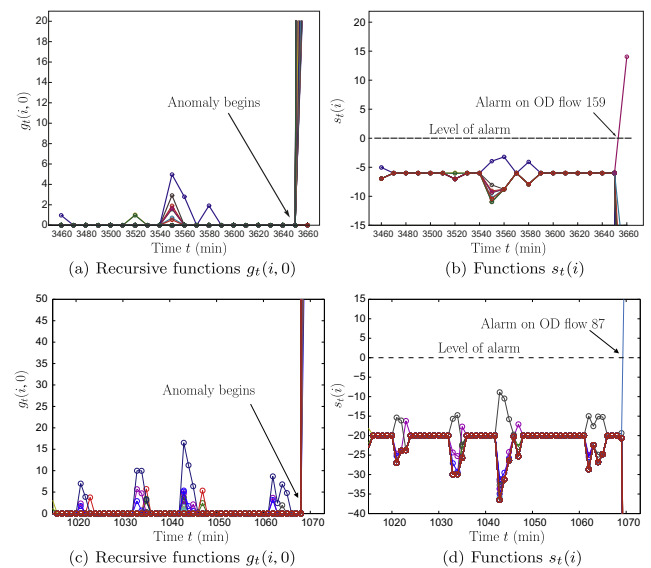 20
18
16
14
12
10
8
6
4
2
0
g_t(i, 0)
Anomaly begins
3460 3480 3500 3520 3540 3560 3580 3600 3620 3640 3660
Time t (min)
(a) Recursive functions g_t(i, 0)
20
15
10
5
0
−5
−10
−15
s_t(i)
Alarm on OD flow 159
Level of alarm
3460 3480 3500 3520 3540 3560 3580 3600 3620 3640 3660
Time t (min)
(b) Functions s_t(i)
50
45
40
35
30
25
20
15
10
5
0
g_t(i, 0)
Anomaly begins
1020 1030 1040 1050 1060 1070
Time t (min)
(c) Recursive functions g_t(i, 0)
15
10
5
0
−5
−10
−15
−20
−25
−30
−35
−40
s_t(i)
Alarm on OD flow 87
Level of alarm
1020 1030 1040 1050 1060 1070
Time t (min)
(d) Functions s_t(i)